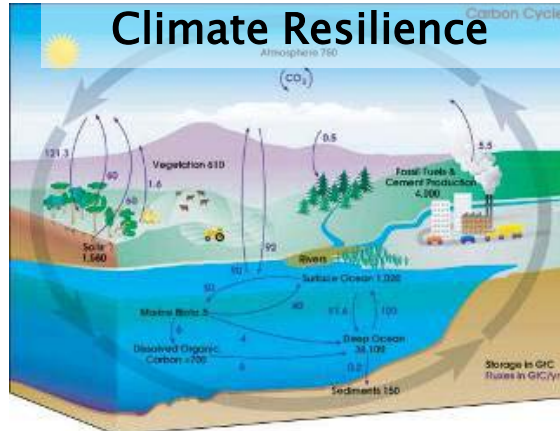 Climate Resilience
Carbon Cycle
Atmosphere 750
CO2
121.3
60
60
1.6
Vegetation 610
0.5
5.5
Fossil Fuels &
Cement Production
4,000
Soils
1,580
92
90
Rivers
Surface Ocean 1,020
50
40
Marine Biota 3
91.6
100
6
4
Deep Ocean
38,100
Dissolved Organic
Carbon <700
6
0.2
Sediments 150
Storage in GtC
Fluxes in GtC/yr